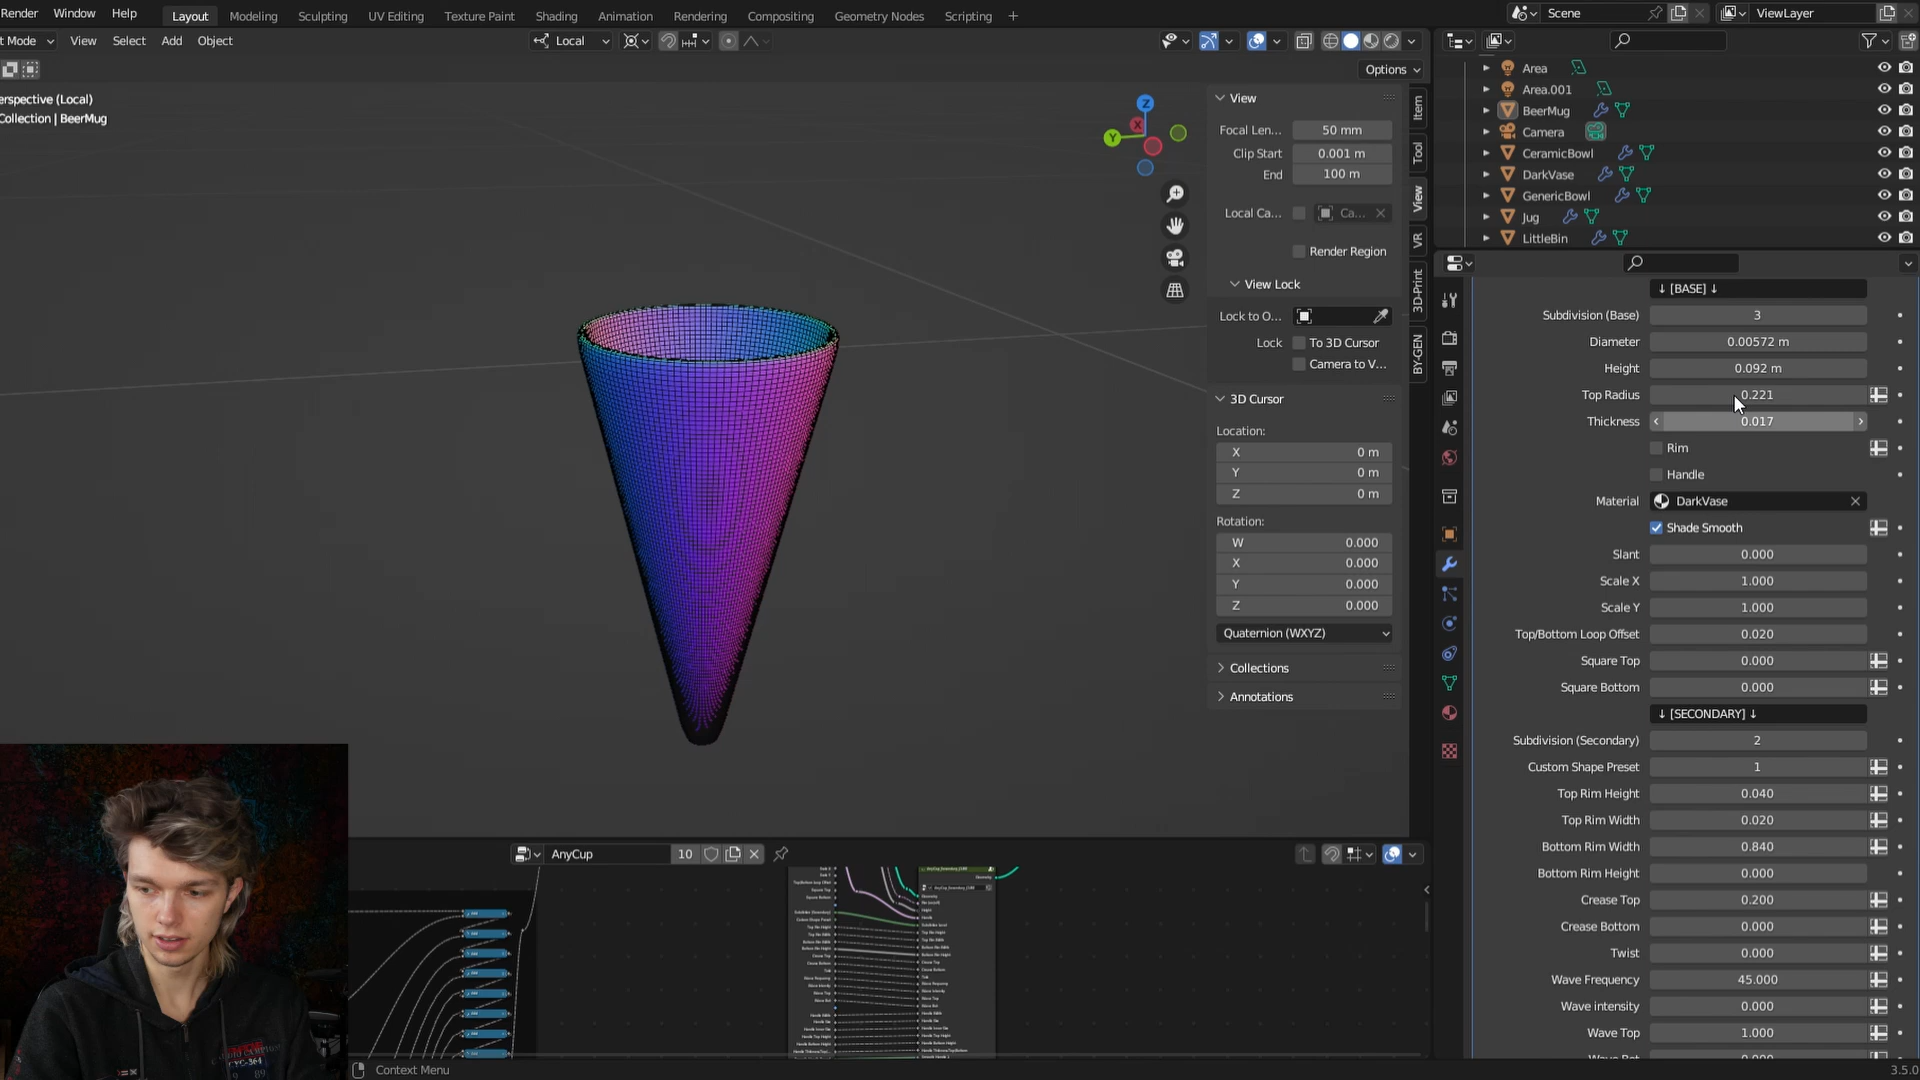 Render Window Help Layout Modeling Sculpting UV Editing Texture Paint Shading Animation Rendering Compositing Geometry Nodes Scripting + Scene ViewLayer
t Mode View Select Add Object Local
Options
erspective (Local)
Collection | BeerMug
Z
X
Y
View
Focal Len... 50 mm
Clip Start 0.001 m
End 100 m
Local Ca... Ca...
Render Region
View Lock
Lock to O...
Lock To 3D Cursor
Camera to V...
3D Cursor
Location:
X 0 m
Y 0 m
Z 0 m
Rotation:
W 0.000
X 0.000
Y 0.000
Z 0.000
Quaternion (WXYZ)
Collections
Annotations
Item
Tool
View
VR
3D-Print
BY-GEN
Area
Area.001
BeerMug
Camera
CeramicBowl
DarkVase
GenericBowl
Jug
LittleBin
↓ [BASE] ↓
Subdivision (Base) 3
Diameter 0.00572 m
Height 0.092 m
Top Radius 0.221
Thickness 0.017
Rim
Handle
Material DarkVase
Shade Smooth
Slant 0.000
Scale X 1.000
Scale Y 1.000
Top/Bottom Loop Offset 0.020
Square Top 0.000
Square Bottom 0.000
↓ [SECONDARY] ↓
Subdivision (Secondary) 2
Custom Shape Preset 1
Top Rim Height 0.040
Top Rim Width 0.020
Bottom Rim Width 0.840
Bottom Rim Height 0.000
Crease Top 0.200
Crease Bottom 0.000
Twist 0.000
Wave Frequency 45.000
Wave intensity 0.000
Wave Top 1.000
AnyCup 10
Context Menu
3.5.0